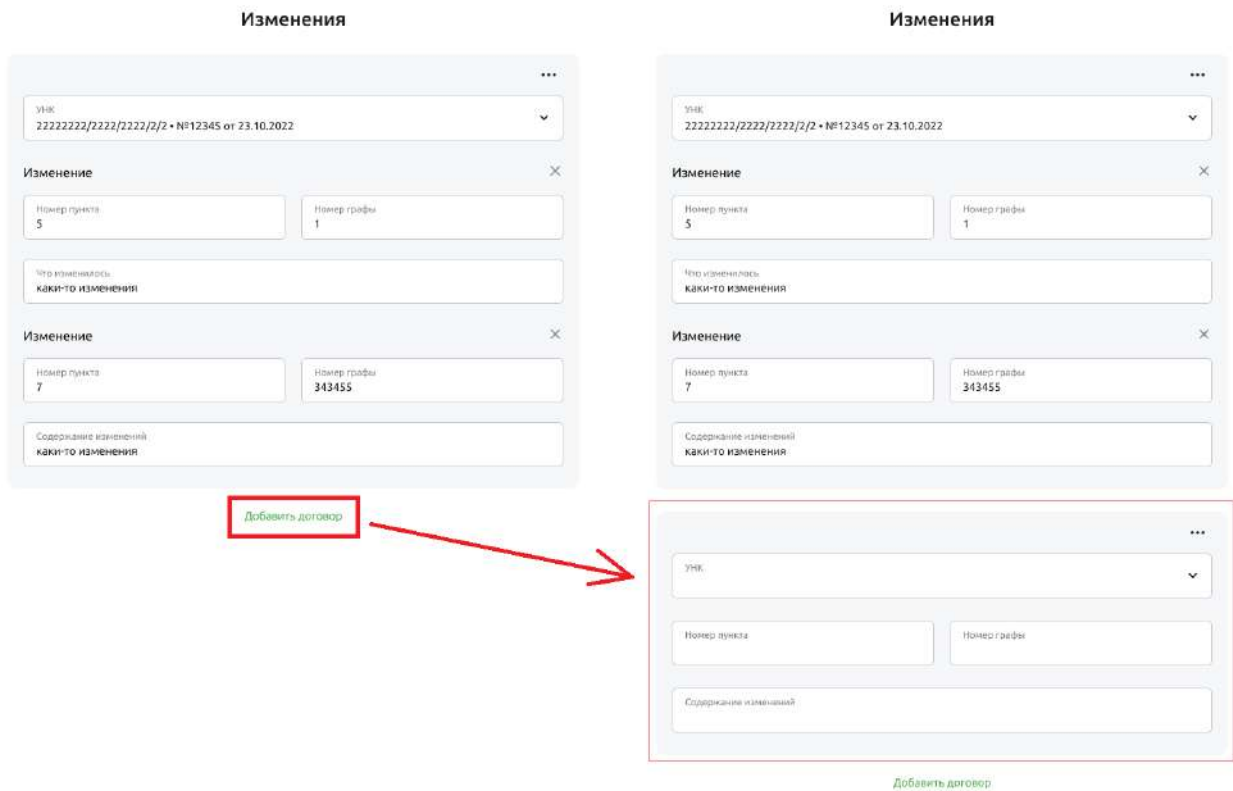 Изменения
УНК
22222222/2222/2222/2/2 • №12345 от 23.10.2022
Изменение
Номер пункта
5
Номер графы
1
Что изменилось
каки-то изменения
Изменение
Номер пункта
7
Номер графы
343455
Содержание изменений
каки-то изменения
Добавить договор
Изменения
УНК
22222222/2222/2222/2/2 • №12345 от 23.10.2022
Изменение
Номер пункта
5
Номер графы
1
Что изменилось
каки-то изменения
Изменение
Номер пункта
7
Номер графы
343455
Содержание изменений
каки-то изменения
УНК
Номер пункта
Номер графы
Содержание изменений
Добавить договор